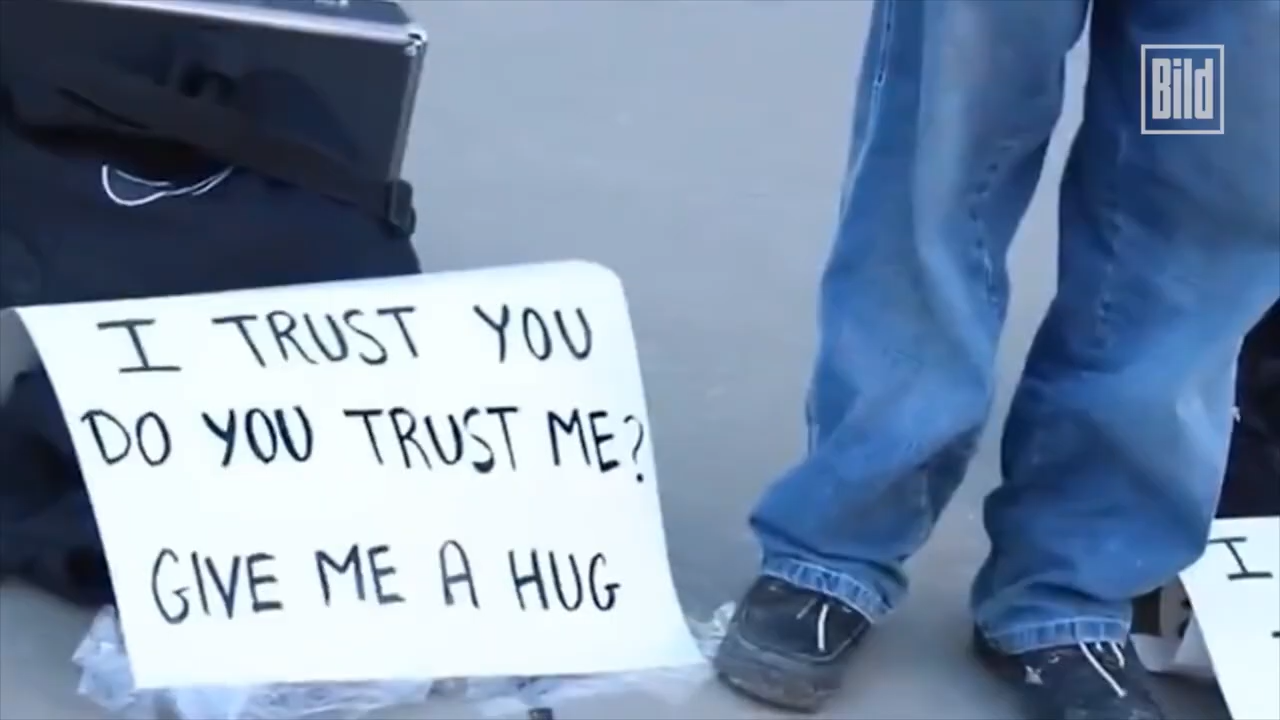 Bild
I TRUST YOU
DO YOU TRUST ME?
GIVE ME A HUG
I